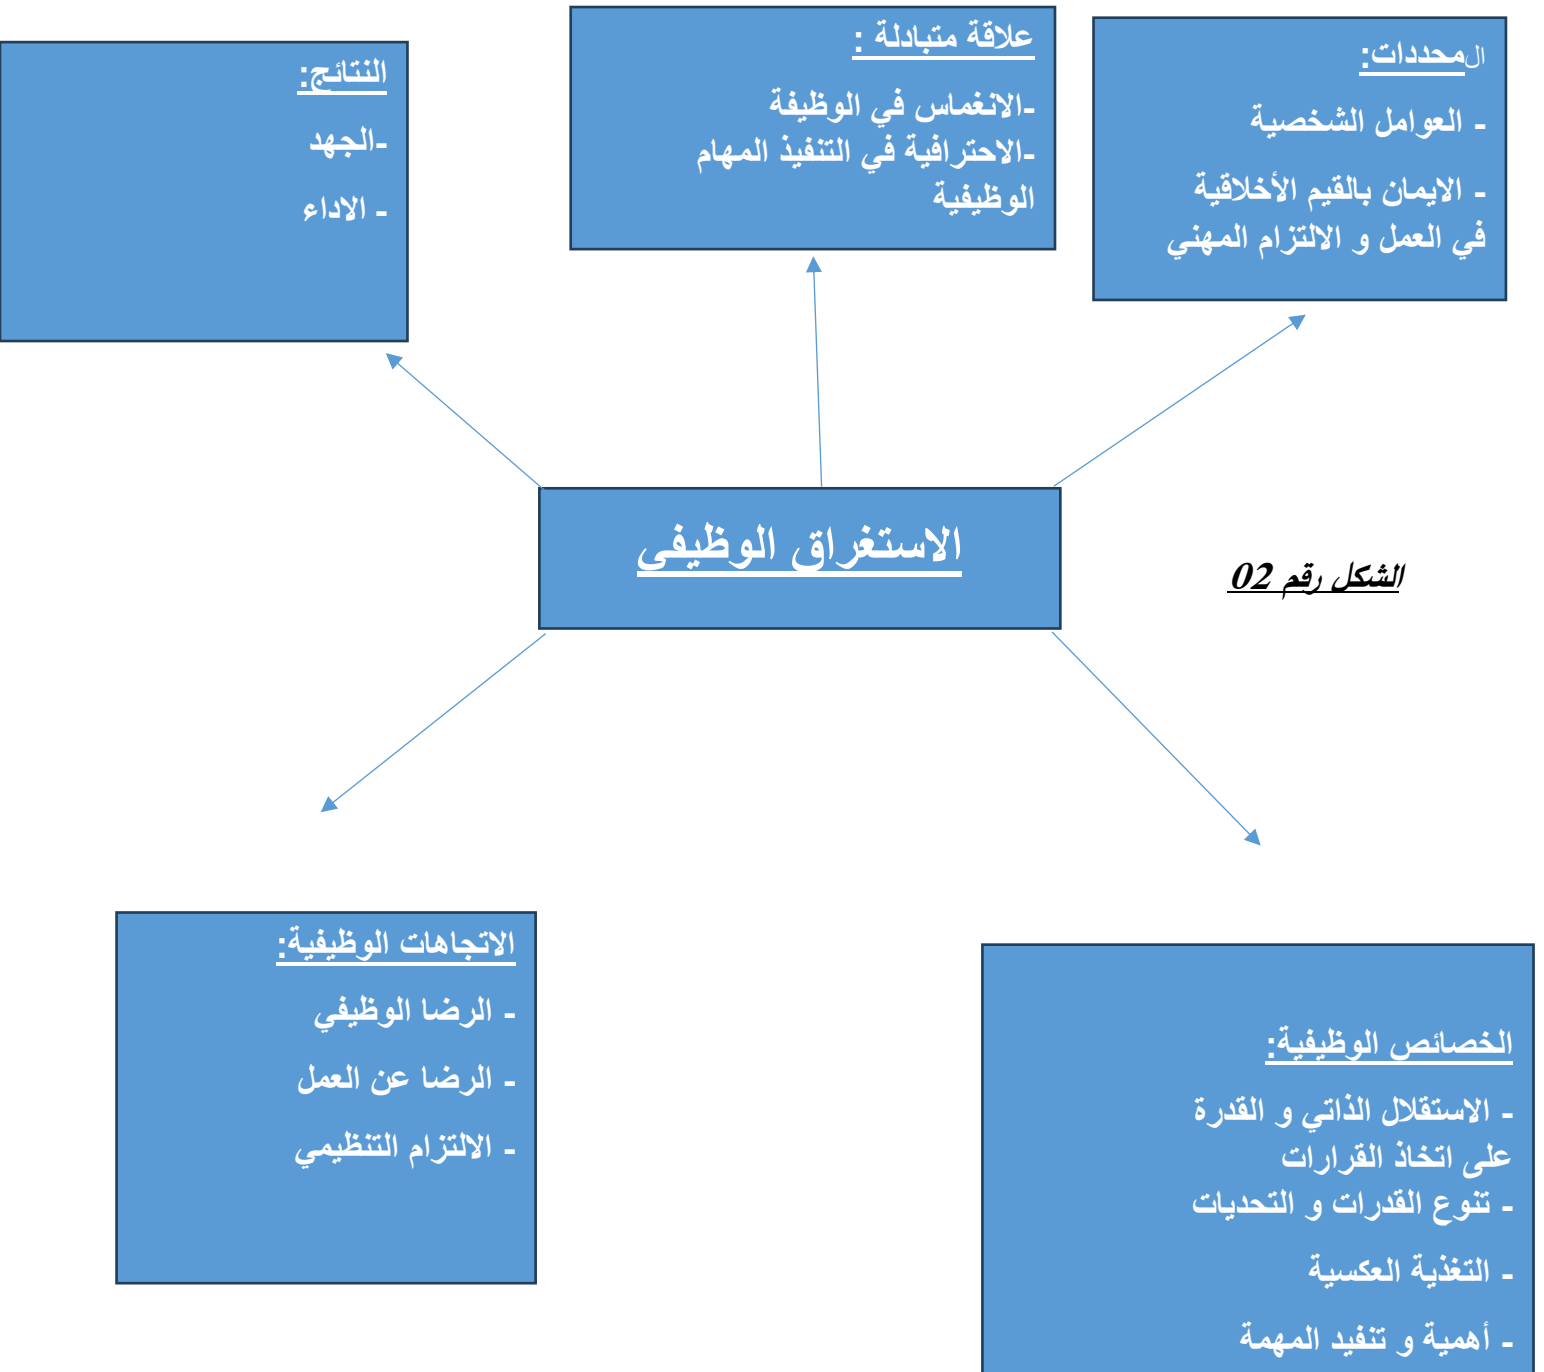 المحددات:
- العوامل الشخصية
- الايمان بالقيم الأخلاقية
في العمل و الالتزام المهني
علاقة متبادلة :
-الانغماس في الوظيفة
-الاحترافية في التنفيذ المهام
الوظيفية
النتائج:
-الجهد
- الاداء
الاستغراق الوظيفي
الشكل رقم 02
الخصائص الوظيفية:
- الاستقلال الذاتي و القدرة
على اتخاذ القرارات
- تنوع القدرات و التحديات
- التغذية العكسية
- أهمية و تنفيد المهمة
الاتجاهات الوظيفية:
- الرضا الوظيفي
- الرضا عن العمل
- الالتزام التنظيمي